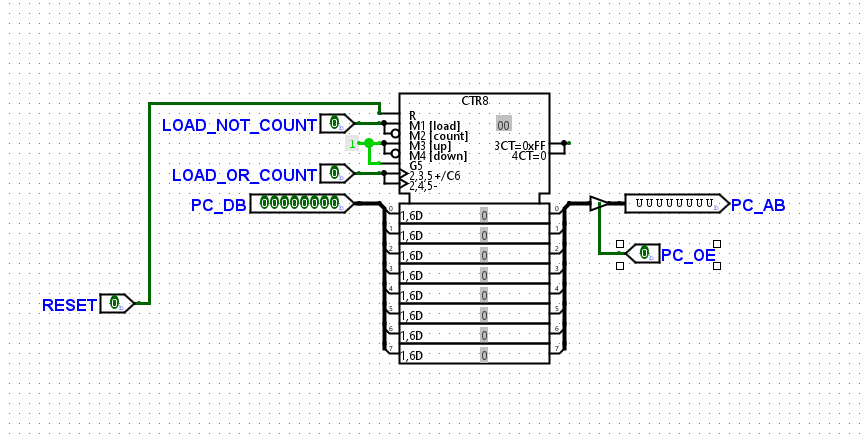 CTR8
R
LOAD_NOT_COUNT 0
M1 [load]
00
M2 [count]
1
M3 [up]
3CT=0xFF
M4 [down]
4CT=0
G5
LOAD_OR_COUNT 0
2,3,5+/C6
2,4,5-
PC_DB 00000000
0 1,6D 0 0
UUUUUUUU PC_AB
1 1,6D 0 1
2 1,6D 0 2
0 PC_OE
3 1,6D 0 3
4 1,6D 0 4
RESET 0
5 1,6D 0 5
6 1,6D 0 6
7 1,6D 0 7